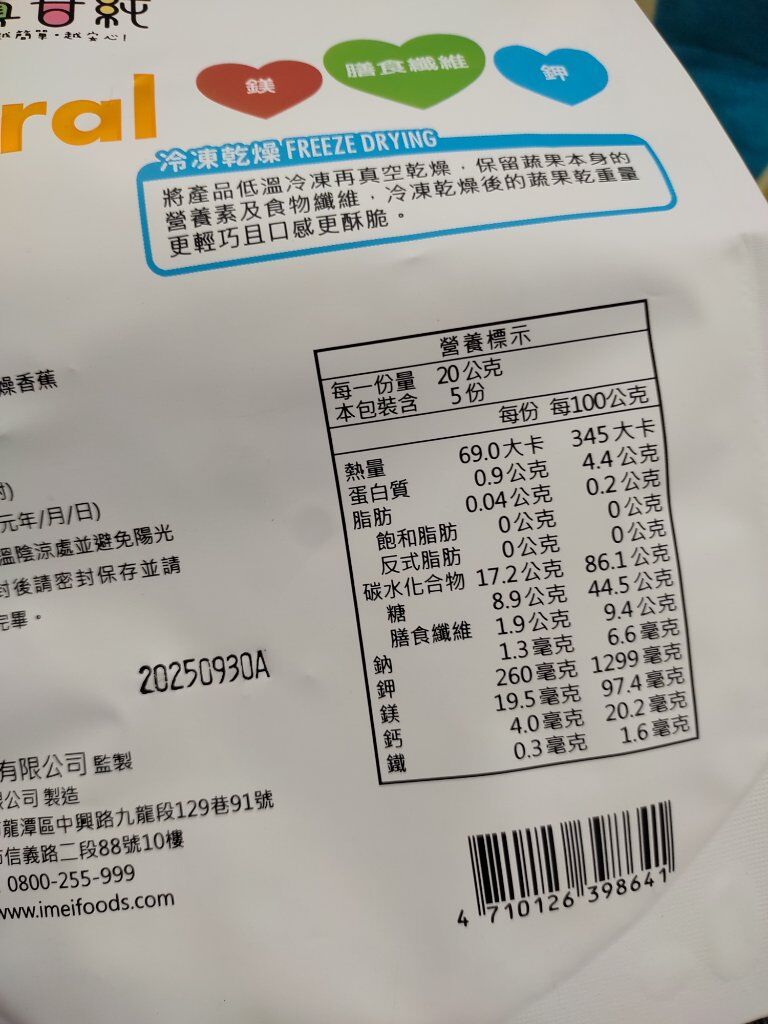 甘純
越簡單·越安心!
ral
鎂
膳食纖維
鉀
冷凍乾燥 FREEZE DRYING
將產品低溫冷凍再真空乾燥,保留蔬果本身的
營養素及食物纖維,冷凍乾燥後的蔬果乾重量
更輕巧且口感更酥脆。
燥香蕉
元年/月/日)
溫陰涼處並避免陽光
封後請密封保存並請
完畢。
20250930A
有限公司 監製
限公司 製造
龍潭區中興路九龍段129巷91號
市信義路二段88號10樓
0800-255-999
www.imeifoods.com
營養標示
每一份量 20公克
本包裝含 5份
每份 每100公克
熱量 69.0大卡 345大卡
蛋白質 0.9公克 4.4公克
脂肪 0.04公克 0.2公克
飽和脂肪 0公克 0公克
反式脂肪 0公克 0公克
碳水化合物 17.2公克 86.1公克
糖 8.9公克 44.5公克
膳食纖維 1.9公克 9.4公克
鈉 1.3毫克 6.6毫克
鉀 260毫克 1299毫克
鎂 19.5毫克 97.4毫克
鈣 4.0毫克 20.2毫克
鐵 0.3毫克 1.6毫克
4 710126 398641